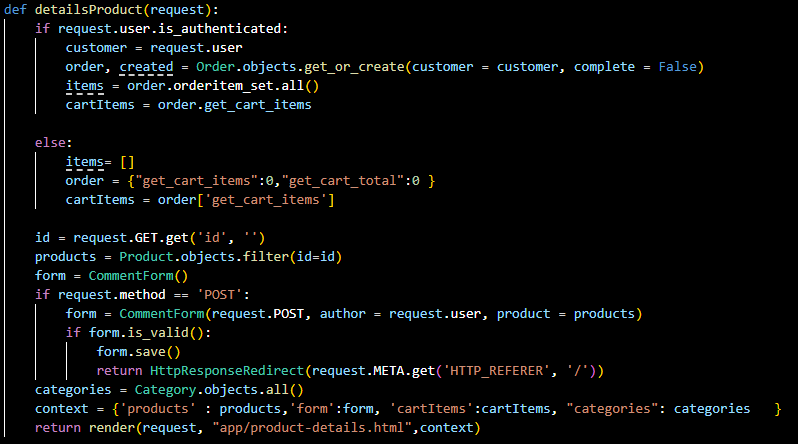 def detailsProduct(request):
    if request.user.is_authenticated:
        customer = request.user
        order, created = Order.objects.get_or_create(customer = customer, complete = False)
        items = order.orderitem_set.all()
        cartItems = order.get_cart_items
    else:
        items= []
        order = {"get_cart_items":0,"get_cart_total":0 }
        cartItems = order['get_cart_items']
    id = request.GET.get('id', '')
    products = Product.objects.filter(id=id)
    form = CommentForm()
    if request.method == 'POST':
        form = CommentForm(request.POST, author = request.user, product = products)
        if form.is_valid():
            form.save()
            return HttpResponseRedirect(request.META.get('HTTP_REFERER', '/'))
    categories = Category.objects.all()
    context = {'products' : products,'form':form, 'cartItems':cartItems, "categories": categories   }
    return render(request, "app/product-details.html",context)